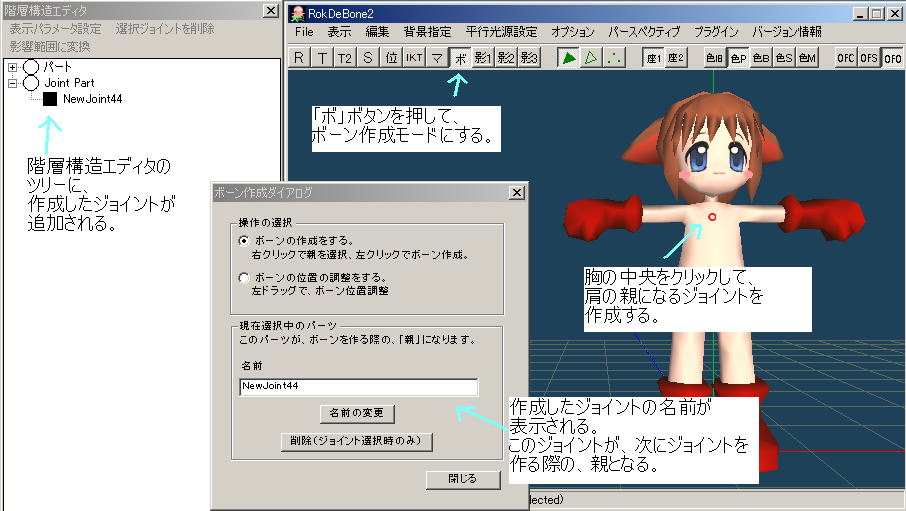 階層構造エディタ
表示パラメータ設定 選択ジョイントを削除
影響範囲に変換
パート
Joint Part
NewJoint44
階層構造エディタの
ツリーに、
作成したジョイントが
追加される。
RokDeBone2
File 表示 編集 背景指定 平行光源設定 オプション パースペクティブ プラグイン バージョン情報
R T T2 S 位 IKT マ ボ 影1 影2 影3 座1 座2 色IB 色P 色B 色S 色M OFC OFS OFO
「ボ」ボタンを押して、
ボーン作成モードにする。
胸の中央をクリックして、
肩の親になるジョイントを
作成する。
ボーン作成ダイアログ
操作の選択
ボーンの作成をする。
右クリックで親を選択、左クリックでボーン作成。
ボーンの位置の調整をする。
左ドラッグで、ボーン位置調整
現在選択中のパーツ
このパーツが、ボーンを作る際の、「親」になります。
名前
NewJoint44
名前の変更
削除(ジョイント選択時のみ)
閉じる
作成したジョイントの名前が
表示される。
このジョイントが、次にジョイントを
作る際の、親となる。